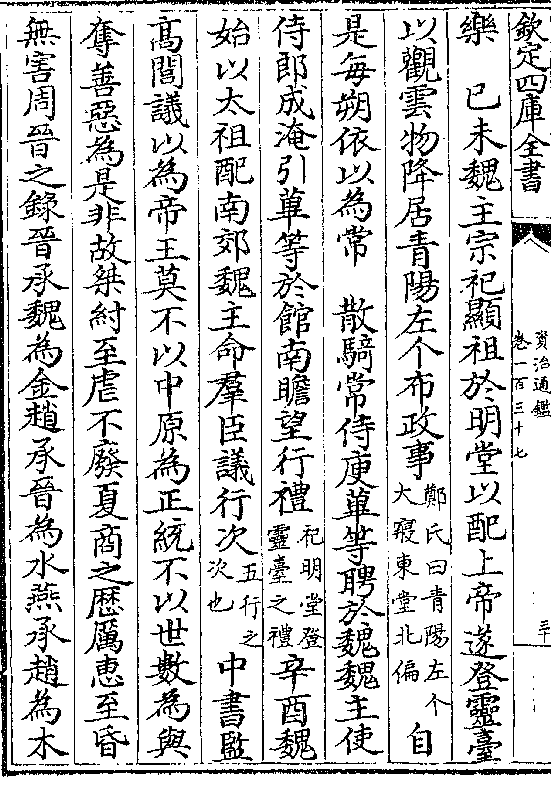 欽定四庫全書
資治通鑑
卷一百三十七
三十
樂　已未魏主宗祀顯祖於明堂以配上帝遂登靈臺
以觀雲物降居青陽左个布政事鄭氏曰青陽左个大寢東堂北偏自
是每朔依以為常　散騎常侍庾蓽等聘於魏魏主使
侍郎成淹引蓽等於館南瞻望行禮祀明堂登靈臺之禮辛酉魏
始以太祖配南郊魏主命羣臣議行次五行之次也中書監
高閭議以為帝王莫不以中原為正統不以世數為與
奪善惡為是非故桀紂至虐不廢夏商之歴厲惠至昏
無害周晉之錄晉承魏為金趙承晉為水燕承趙為木